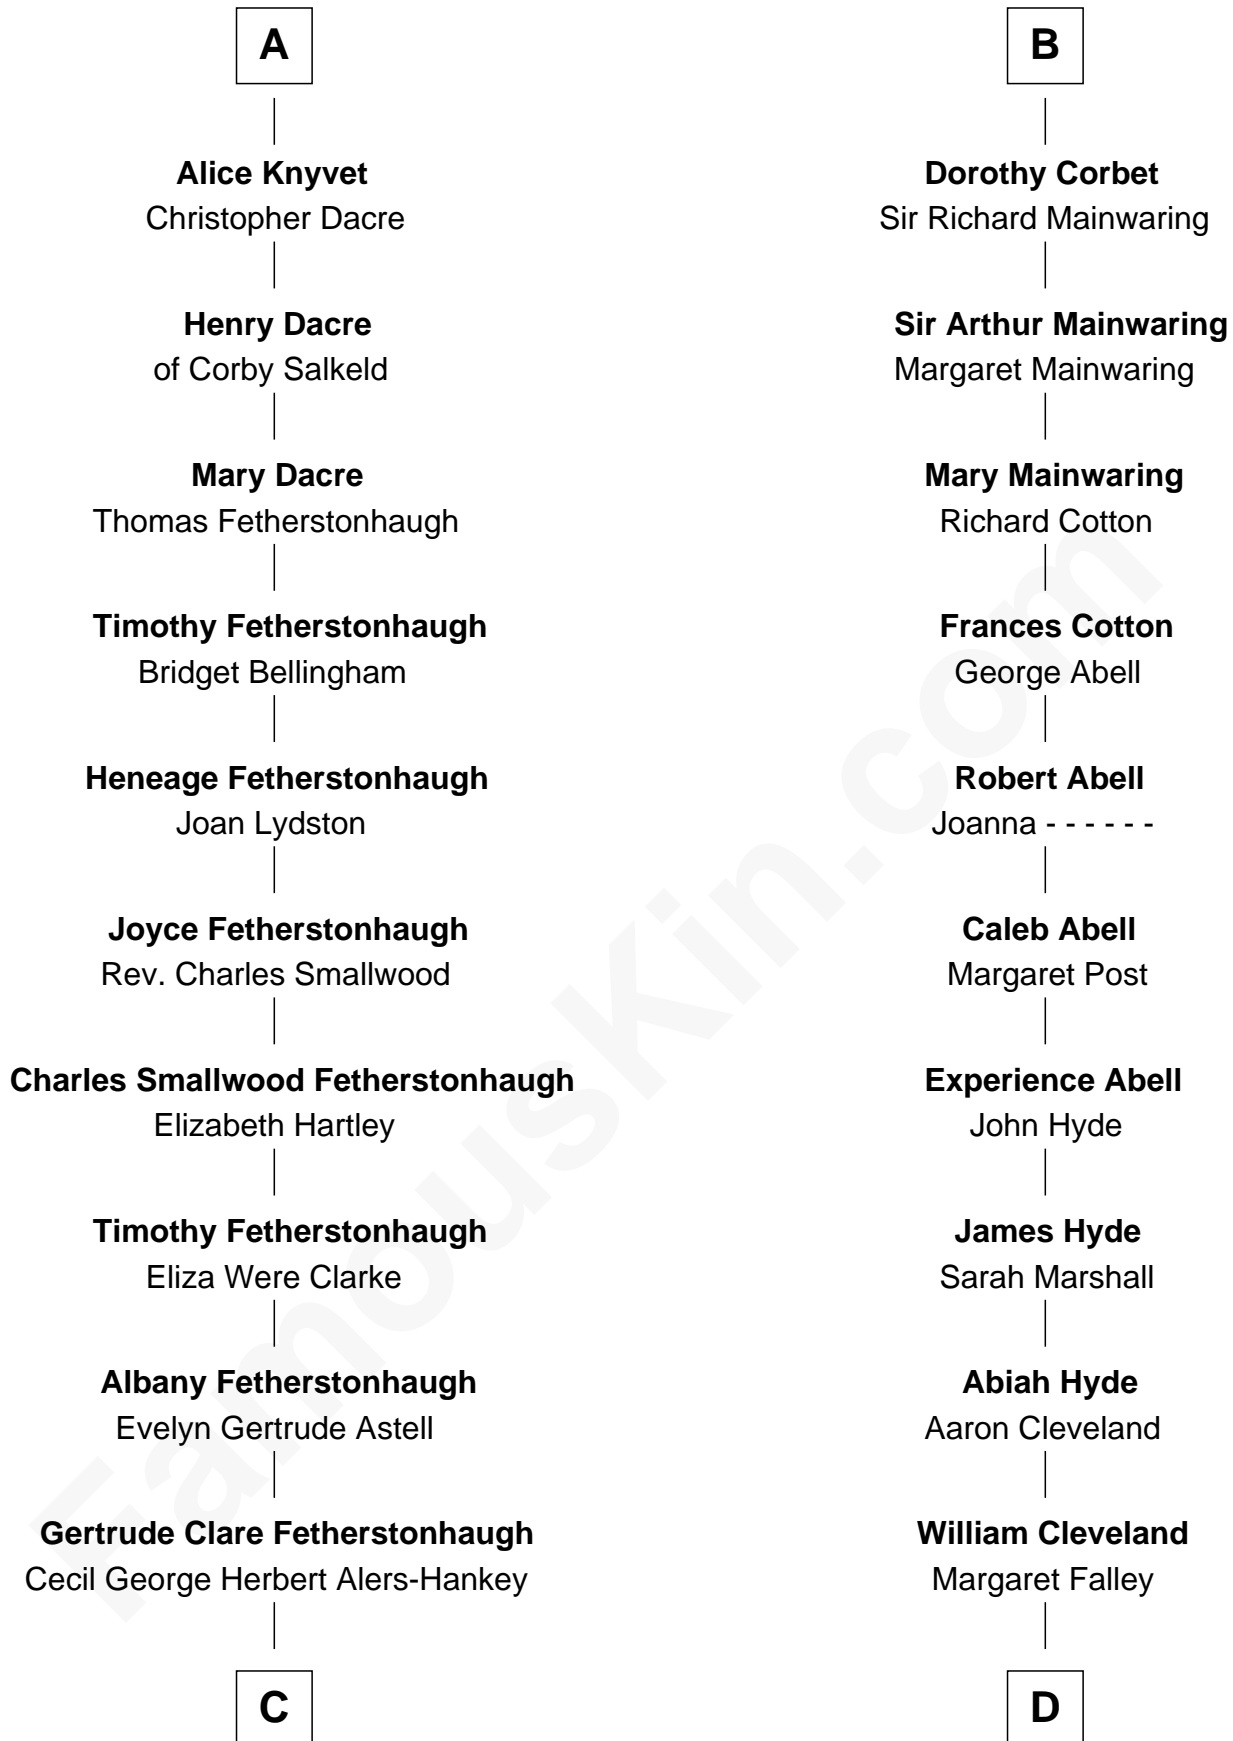 A
Alice Knyvet
Christopher Dacre
Henry Dacre
of Corby Salkeld
Mary Dacre
Thomas Fetherstonhaugh
Timothy Fetherstonhaugh
Bridget Bellingham
Heneage Fetherstonhaugh
Joan Lydston
Joyce Fetherstonhaugh
Rev. Charles Smallwood
Charles Smallwood Fetherstonhaugh
Elizabeth Hartley
Timothy Fetherstonhaugh
Eliza Were Clarke
Albany Fetherstonhaugh
Evelyn Gertrude Astell
Gertrude Clare Fetherstonhaugh
Cecil George Herbert Alers-Hankey
C
B
Dorothy Corbet
Sir Richard Mainwaring
Sir Arthur Mainwaring
Margaret Mainwaring
Mary Mainwaring
Richard Cotton
Frances Cotton
George Abell
Robert Abell
Joanna - - - - - -
Caleb Abell
Margaret Post
Experience Abell
John Hyde
James Hyde
Sarah Marshall
Abiah Hyde
Aaron Cleveland
William Cleveland
Margaret Falley
D
FamousKin.com